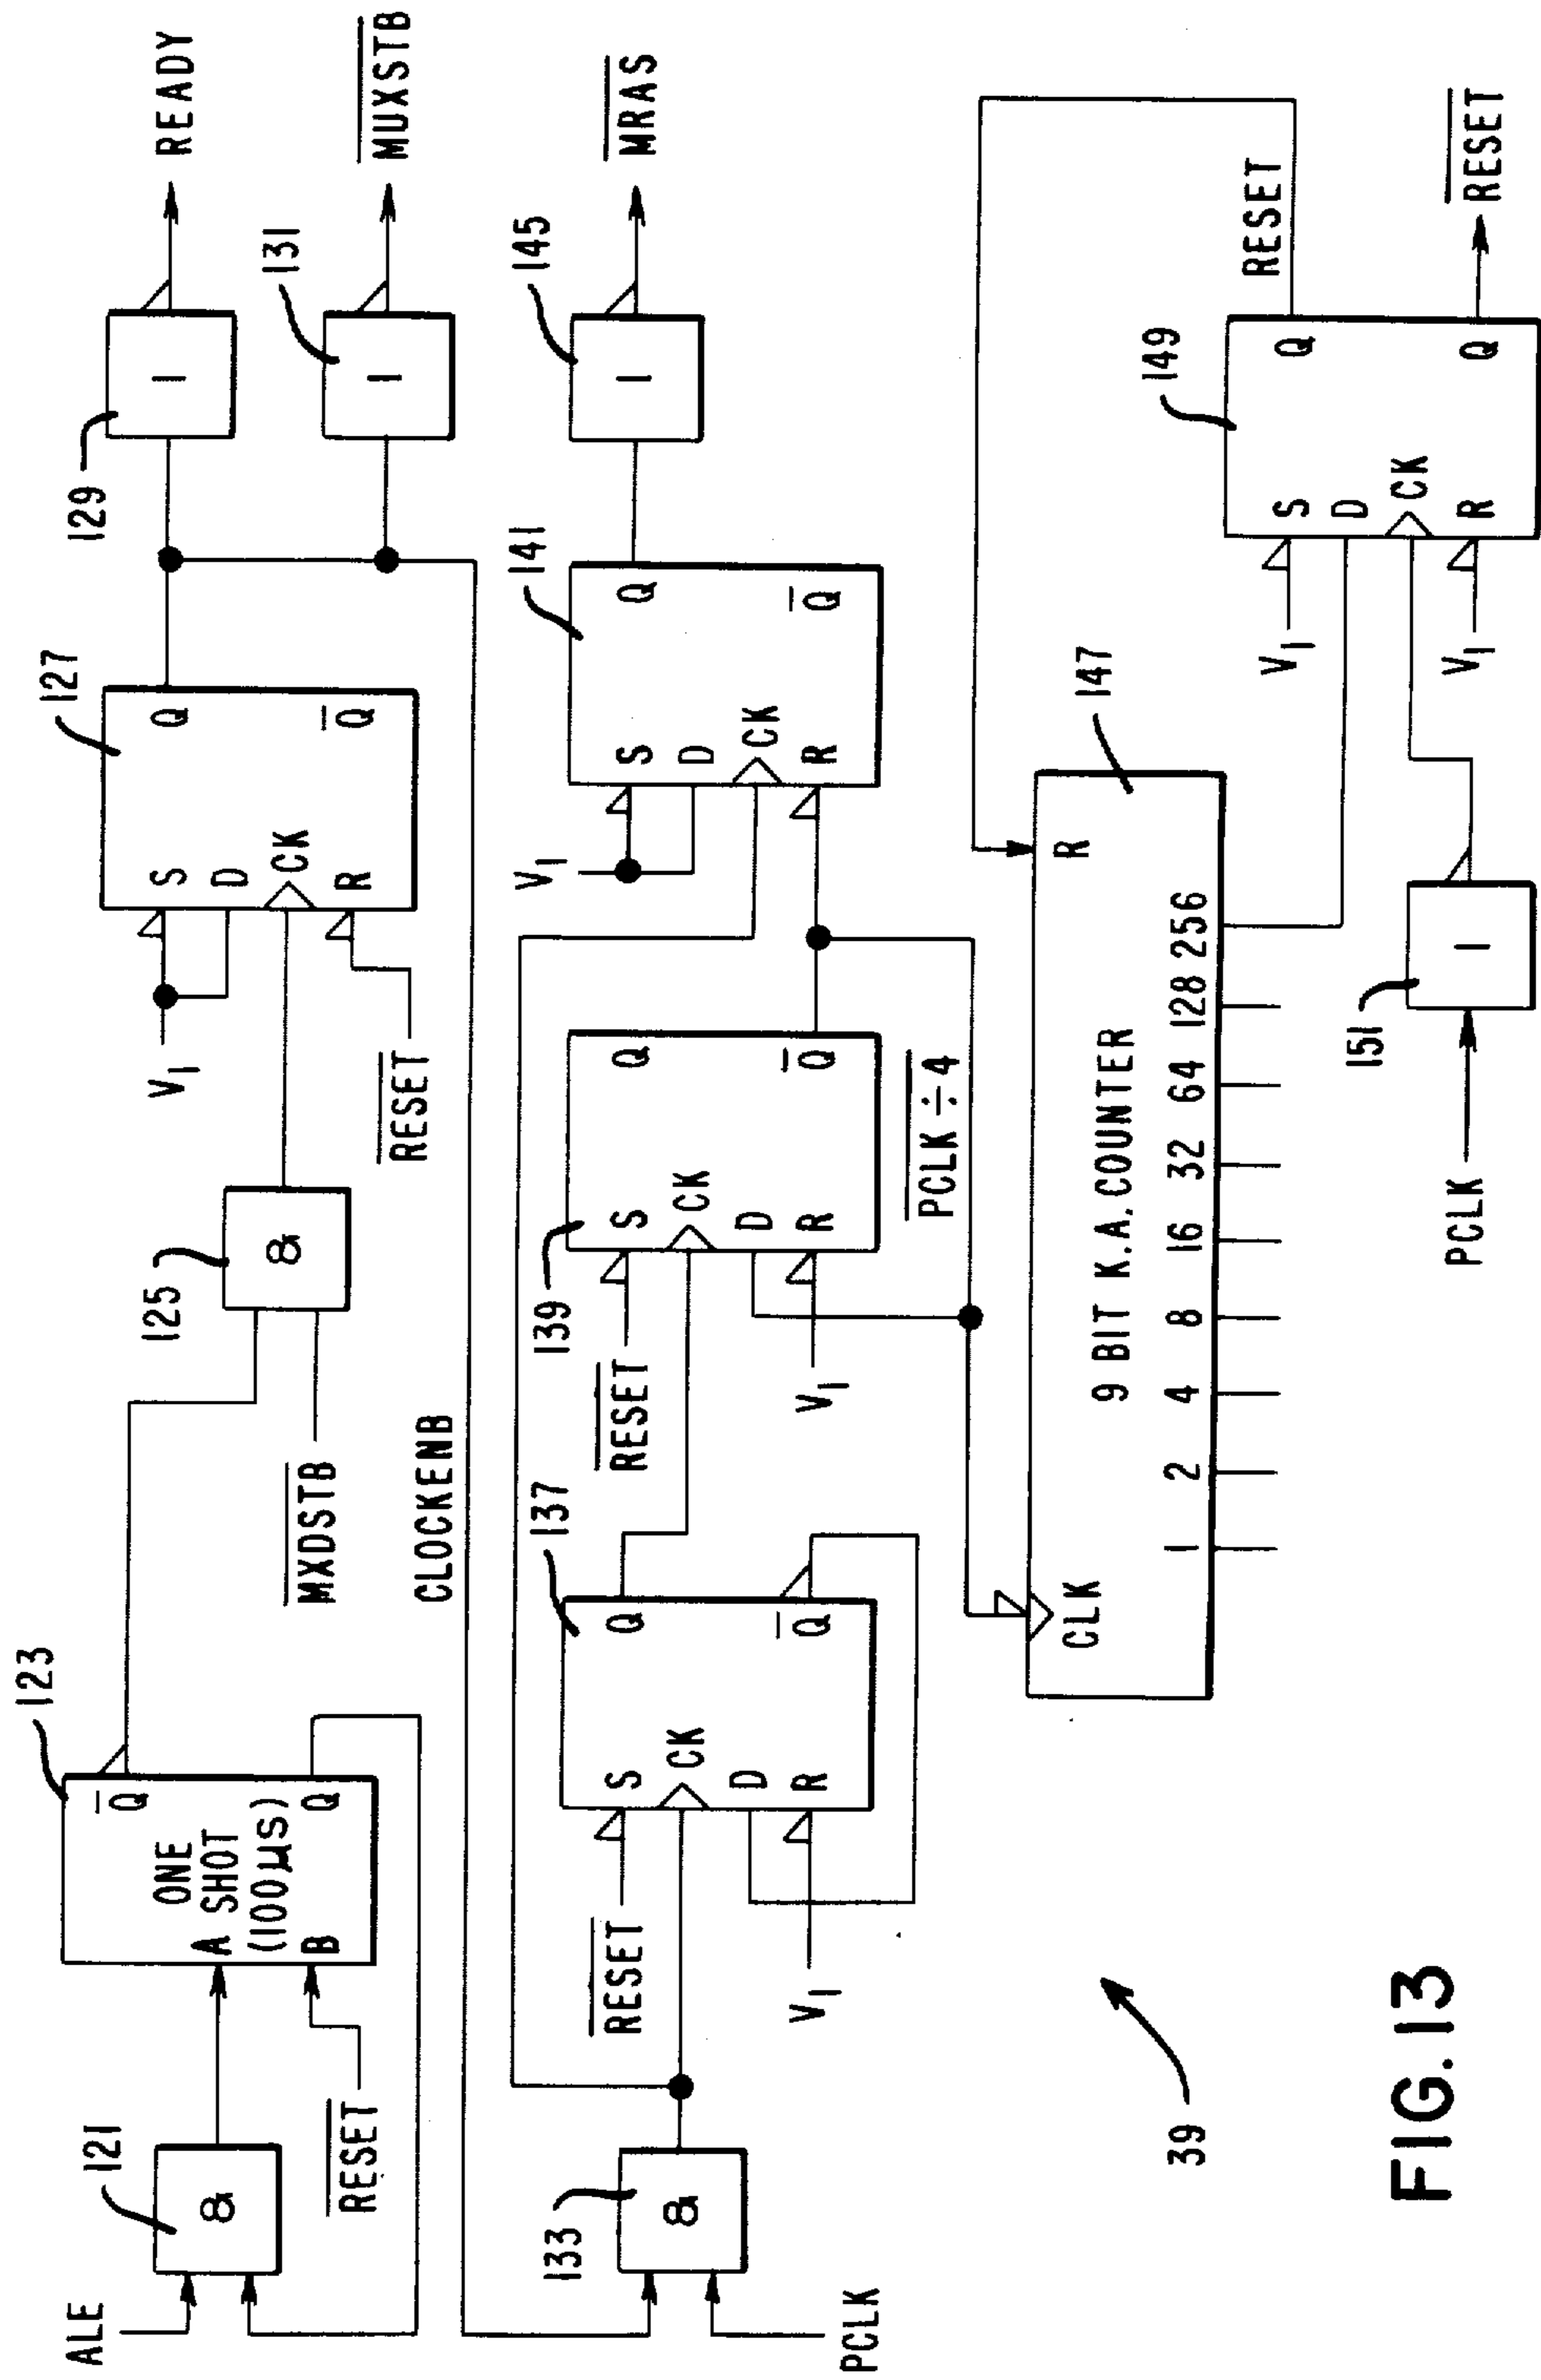 ALE
121
&
RESET
123
ONE
SHOT
(100µs)
A
B
Q̅
Q
MXDSTB
125
&
V1
RESET
127
S
D
CK
R
Q
Q̅
129
1
READY
131
1
MUXSTB
CLOCKENB
PCLK
133
&
RESET
V1
137
S
CK
D
R
Q
Q̅
RESET
V1
139
S
CK
D
R
Q
Q̅
PCLK ÷ 4
V1
141
S
D
CK
R
Q
Q̅
145
1
MRAS
147
CLK
9 BIT K.A. COUNTER
R
1 2 4 8 16 32 64 128 256
PCLK
151
1
V1
V1
149
S
D
CK
R
Q
Q
RESET
RESET
39
FIG. 13